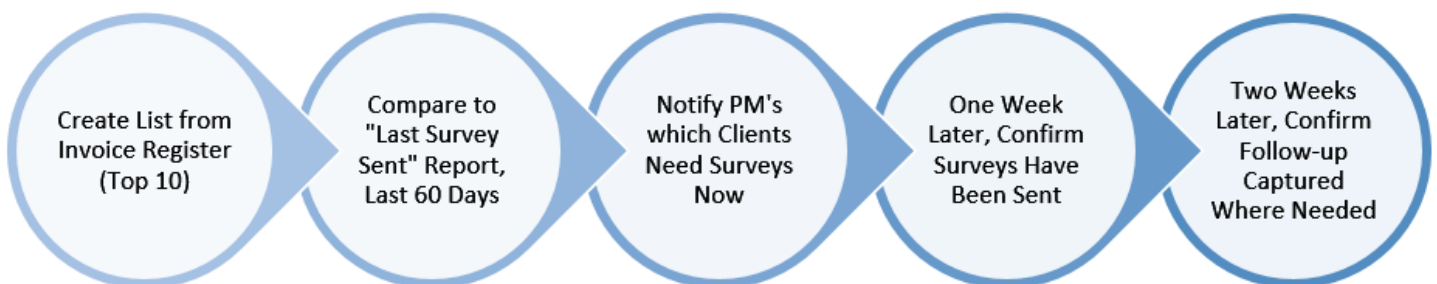 Create List from
Invoice Register
(Top 10)
Compare to
"Last Survey
Sent" Report,
Last 60 Days
Notify PM's
which Clients
Need Surveys
Now
One Week
Later, Confirm
Surveys Have
Been Sent
Two Weeks
Later, Confirm
Follow-up
Captured
Where Needed